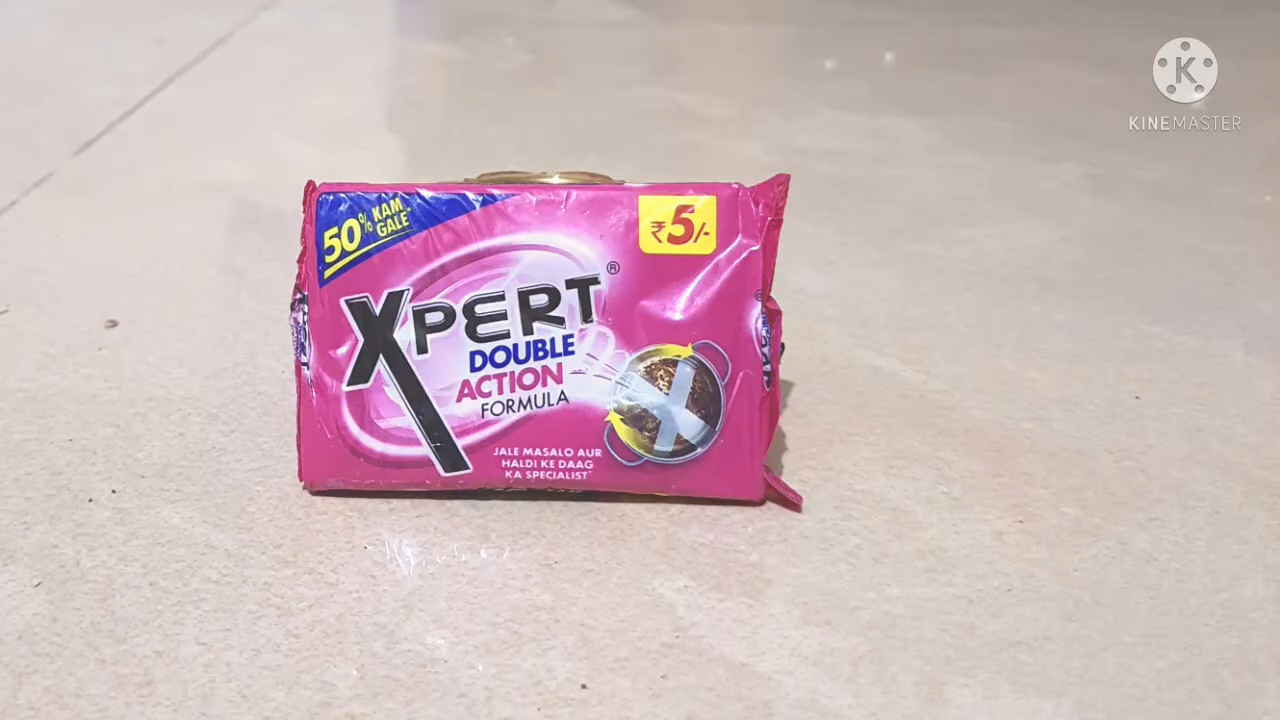 K
KINEMASTER
50% KAM
GALE*
₹5/-
XPERT®
DOUBLE
ACTION
FORMULA
JALE MASALO AUR
HALDI KE DAAG
KA SPECIALIST*